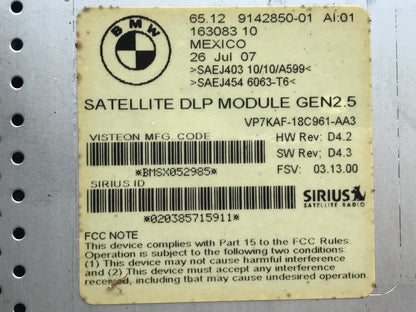 BMW
65.12 9142850-01 AI:01
163083 10
MEXICO
26 Jul 07
>SAEJ403 10/10/A599<
>SAEJ454 6063-T6<
SATELLITE DLP MODULE GEN2.5
VP7KAF-18C961-AA3
VISTEON MFG. CODE
HW Rev: D4.2
SW Rev: D4.3
*BMSX052985*
FSV: 03.13.00
SIRIUS ID
SIRIUS
SATELLITE RADIO
*020385715911*
FCC NOTE
This device complies with Part 15 to the FCC Rules.
Operation is subject to the following two conditions:
(1) This device may not cause harmful interference
and (2) This device must accept any interference
received, including that may cause undesired operation.